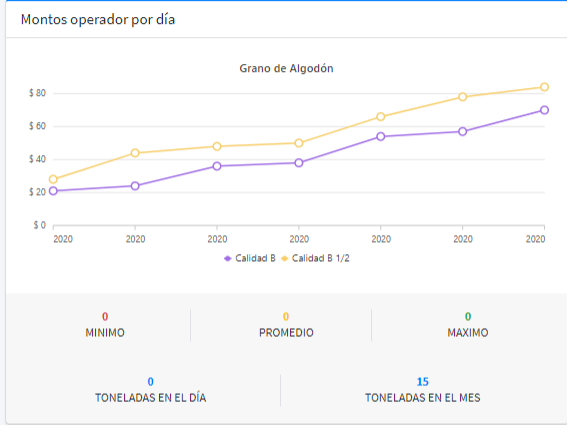 Montos operador por día
Grano de Algodón
$ 80
$ 60
$ 40
$ 20
$ 0
2020 2020 2020 2020 2020 2020 2020
Calidad B Calidad B 1/2
0 0 0
MINIMO PROMEDIO MAXIMO
0 15
TONELADAS EN EL DÍA TONELADAS EN EL MES